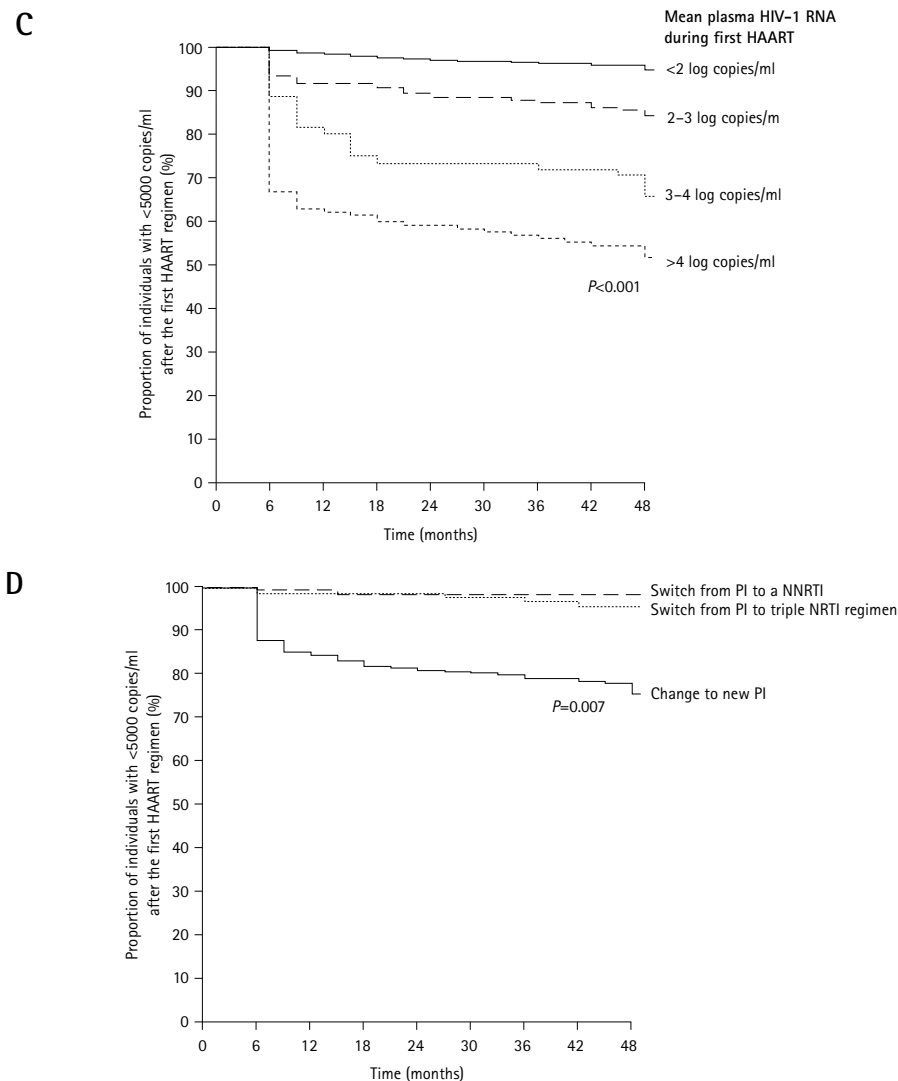 C
Mean plasma HIV-1 RNA
during first HAART
Proportion of individuals with <5000 copies/ml
after the first HAART regimen (%)
100
90
80
70
60
50
40
30
20
10
0
<2 log copies/ml
2–3 log copies/m
3–4 log copies/ml
>4 log copies/ml
P<0.001
0 6 12 18 24 30 36 42 48
Time (months)
D
Proportion of individuals with <5000 copies/ml
after the first HAART regimen (%)
100
90
80
70
60
50
40
30
20
10
0
Switch from PI to a NNRTI
Switch from PI to triple NRTI regimen
Change to new PI
P=0.007
0 6 12 18 24 30 36 42 48
Time (months)